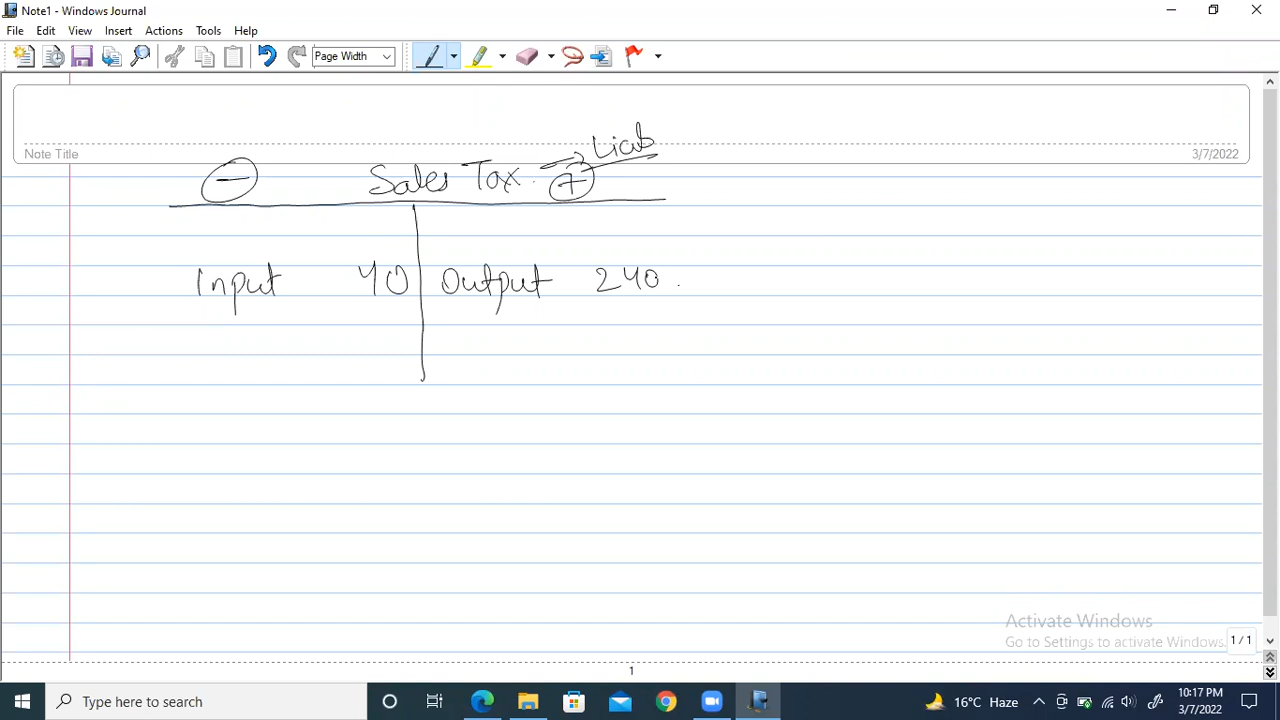 Note1 - Windows Journal
File Edit View Insert Actions Tools Help
Page Width
Liab
Note Title
3/7/2022
− Sales Tax. → +
Input 40 Output 240.
Activate Windows
Go to Settings to activate Windows.
1 / 1
1
Type here to search
16°C Haze
10:17 PM
3/7/2022